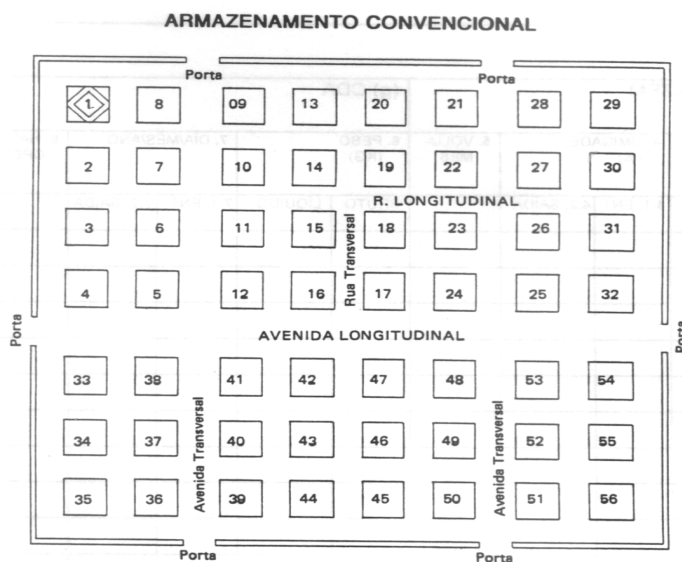 ARMAZENAMENTO CONVENCIONAL
Porta Porta
1. 8 09 13 20 21 28 29
2 7 10 14 19 22 27 30
R. LONGITUDINAL
3 6 11 15 18 23 26 31
Rua Transversal
4 5 12 16 17 24 25 32
Porta Porta
AVENIDA LONGITUDINAL
33 38 41 42 47 48 53 54
34 37 40 43 46 49 52 55
Avenida Transversal Avenida Transversal
35 36 39 44 45 50 51 56
Porta Porta